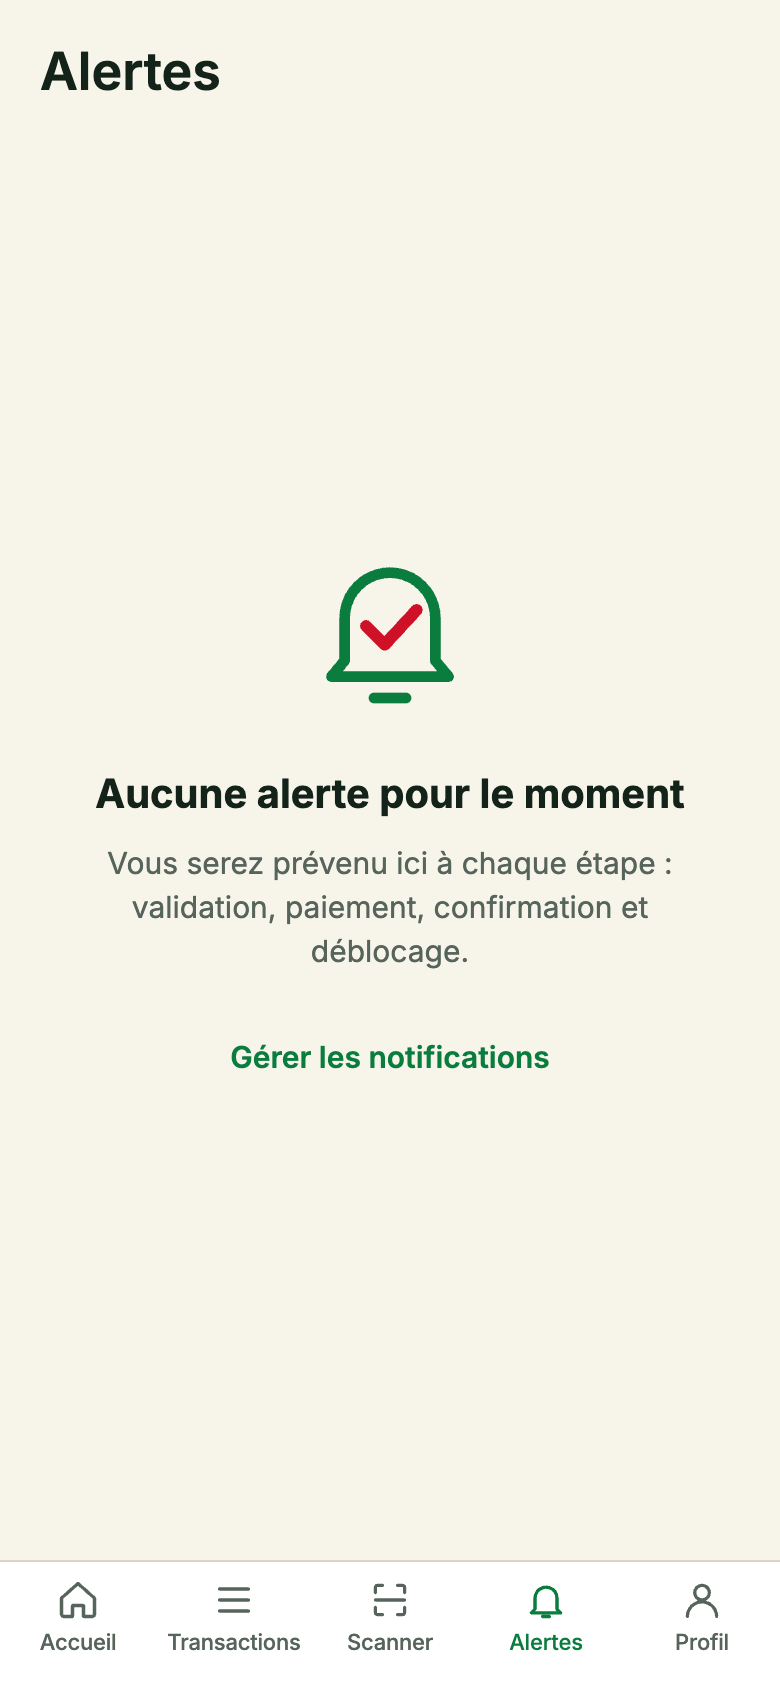 Alertes
Aucune alerte pour le moment
Vous serez prévenu ici à chaque étape :
validation, paiement, confirmation et
déblocage.
Gérer les notifications
Accueil
Transactions
Scanner
Alertes
Profil